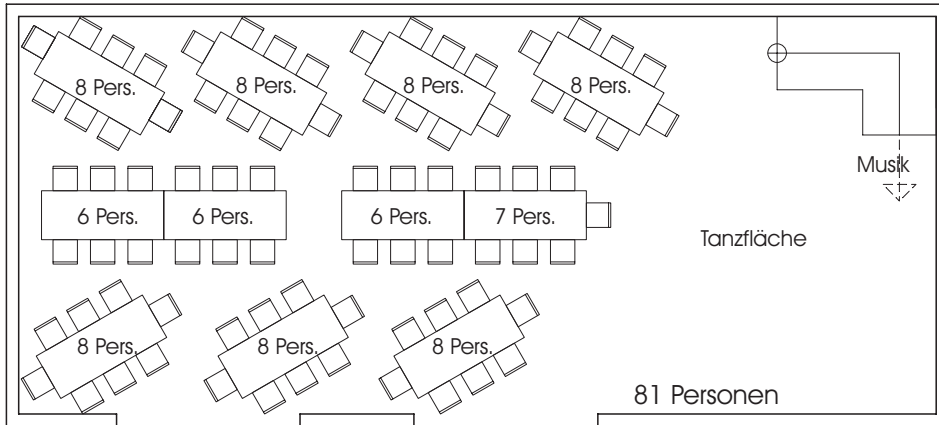 8 Pers.
8 Pers.
8 Pers.
8 Pers.
Musik
6 Pers.
6 Pers.
6 Pers.
7 Pers.
Tanzfläche
8 Pers.
8 Pers.
8 Pers.
81 Personen